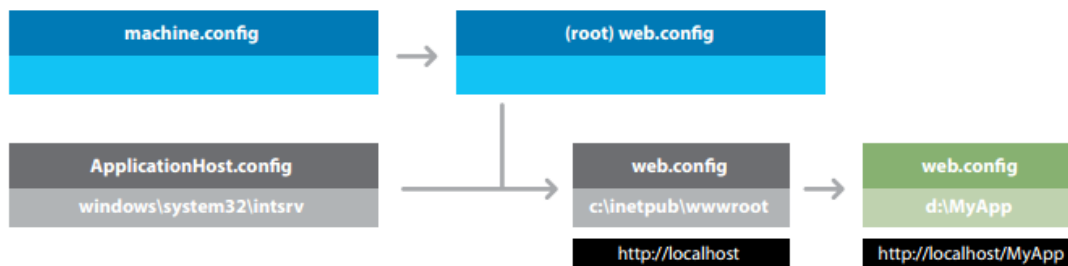 machine.config
(root) web.config
ApplicationHost.config
windows\system32\intsrv
web.config
c:\inetpub\wwwroot
http://localhost
web.config
d:\MyApp
http://localhost/MyApp